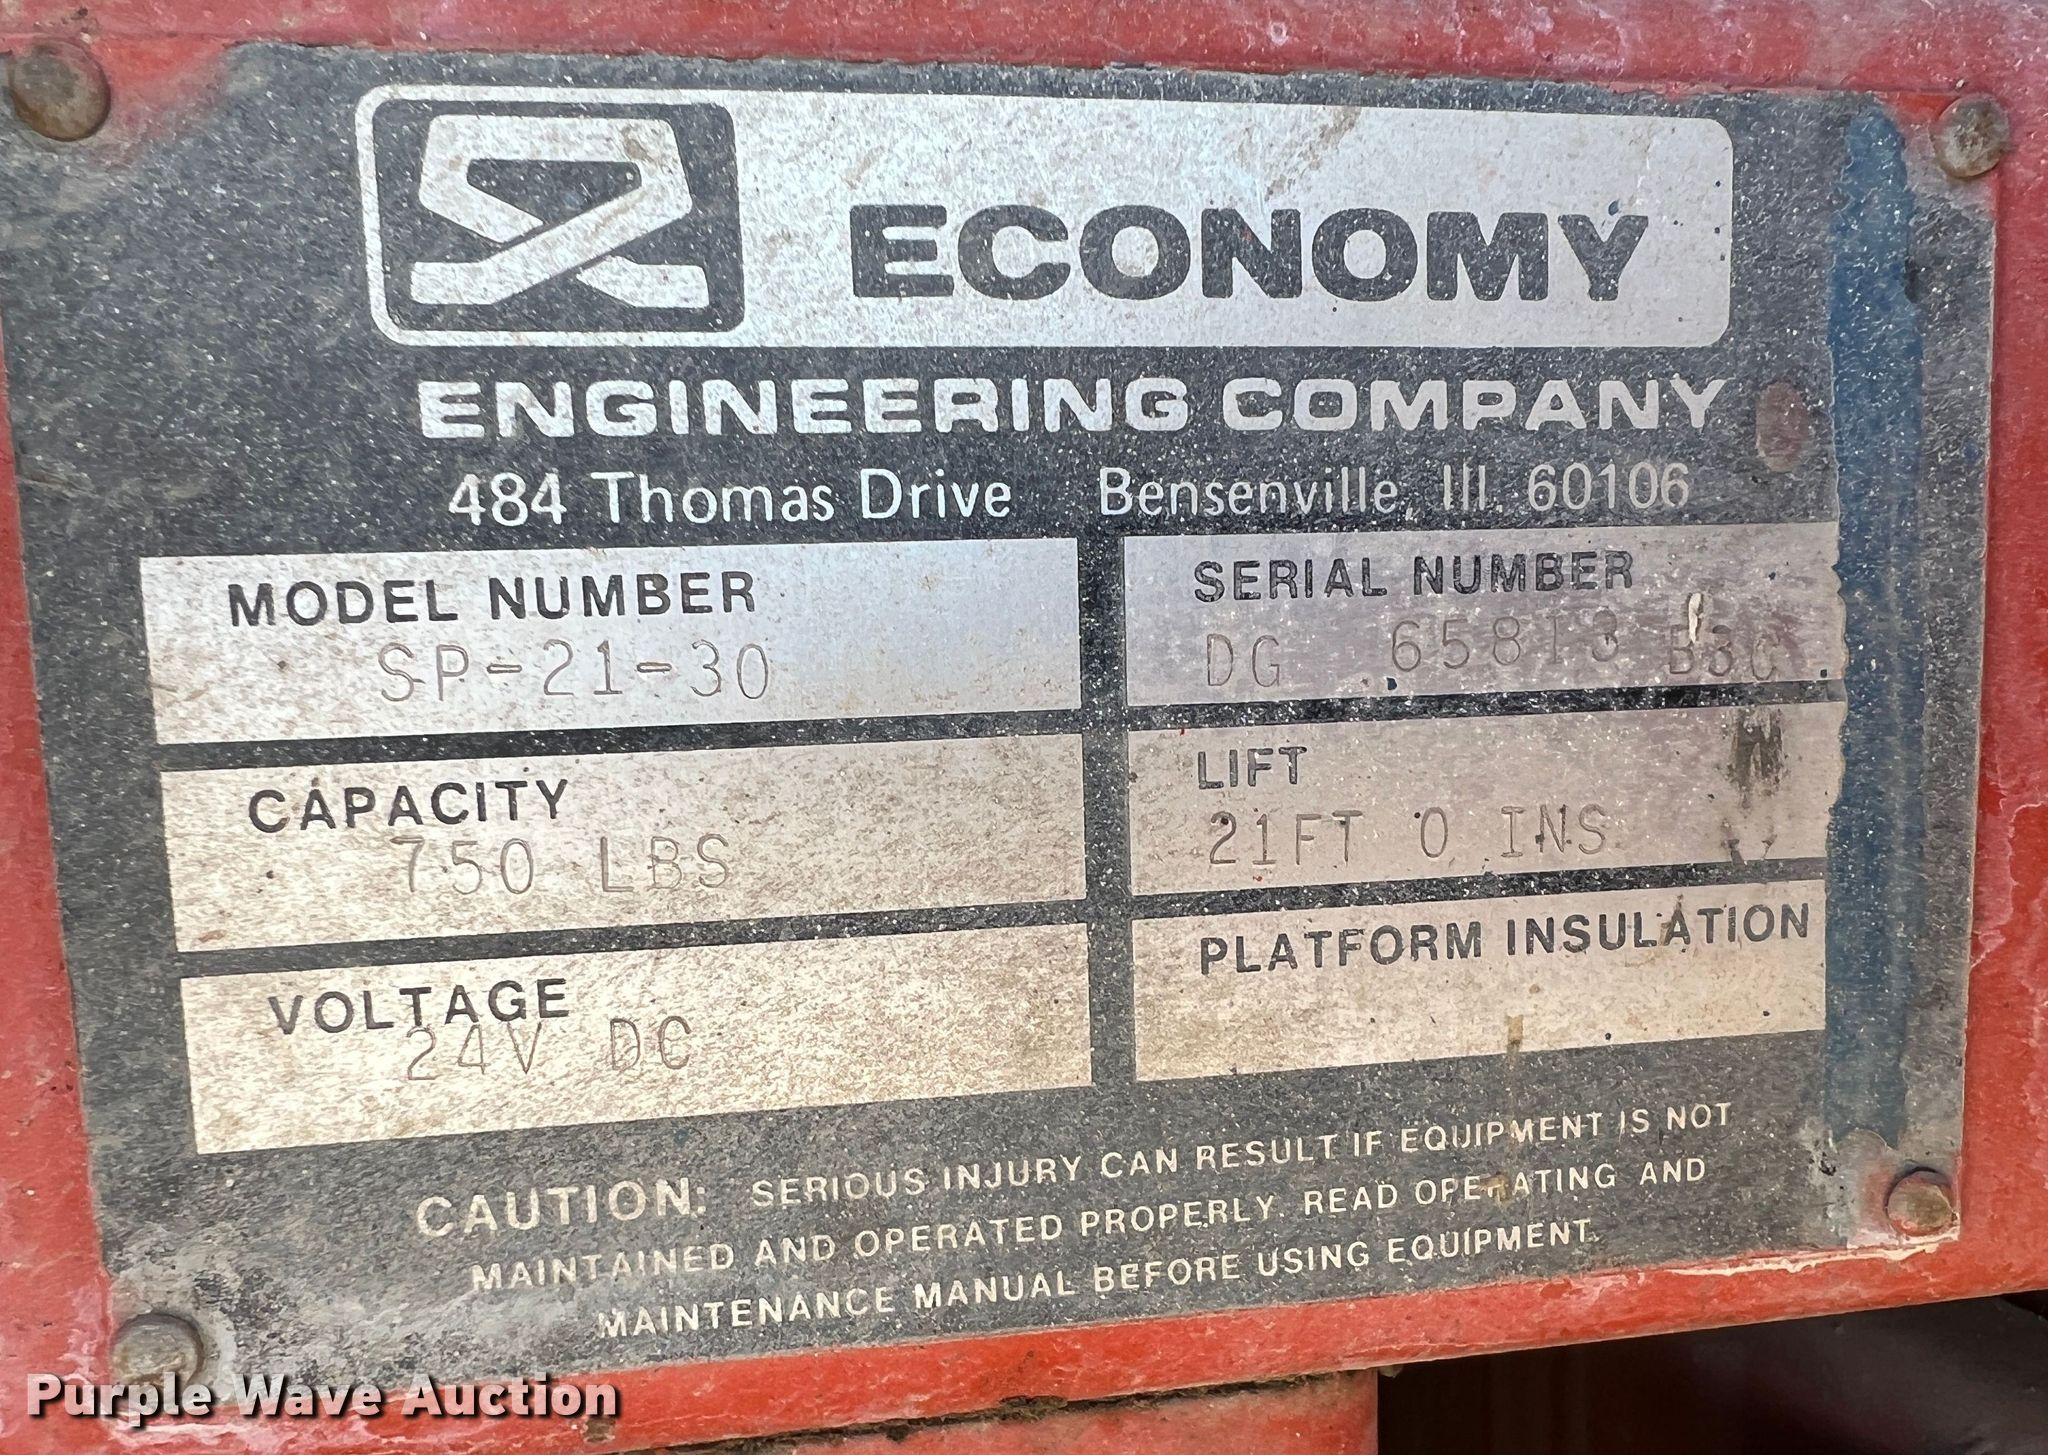 ECONOMY
ENGINEERING COMPANY
484 Thomas Drive Bensenville, Ill. 60106
MODEL NUMBER
SP-21-30
SERIAL NUMBER
DG 65813 B3C
CAPACITY
750 LBS
LIFT
21FT 0 INS
VOLTAGE
24V DC
PLATFORM INSULATION
CAUTION: SERIOUS INJURY CAN RESULT IF EQUIPMENT IS NOT
MAINTAINED AND OPERATED PROPERLY. READ OPERATING AND
MAINTENANCE MANUAL BEFORE USING EQUIPMENT.
Purple Wave Auction